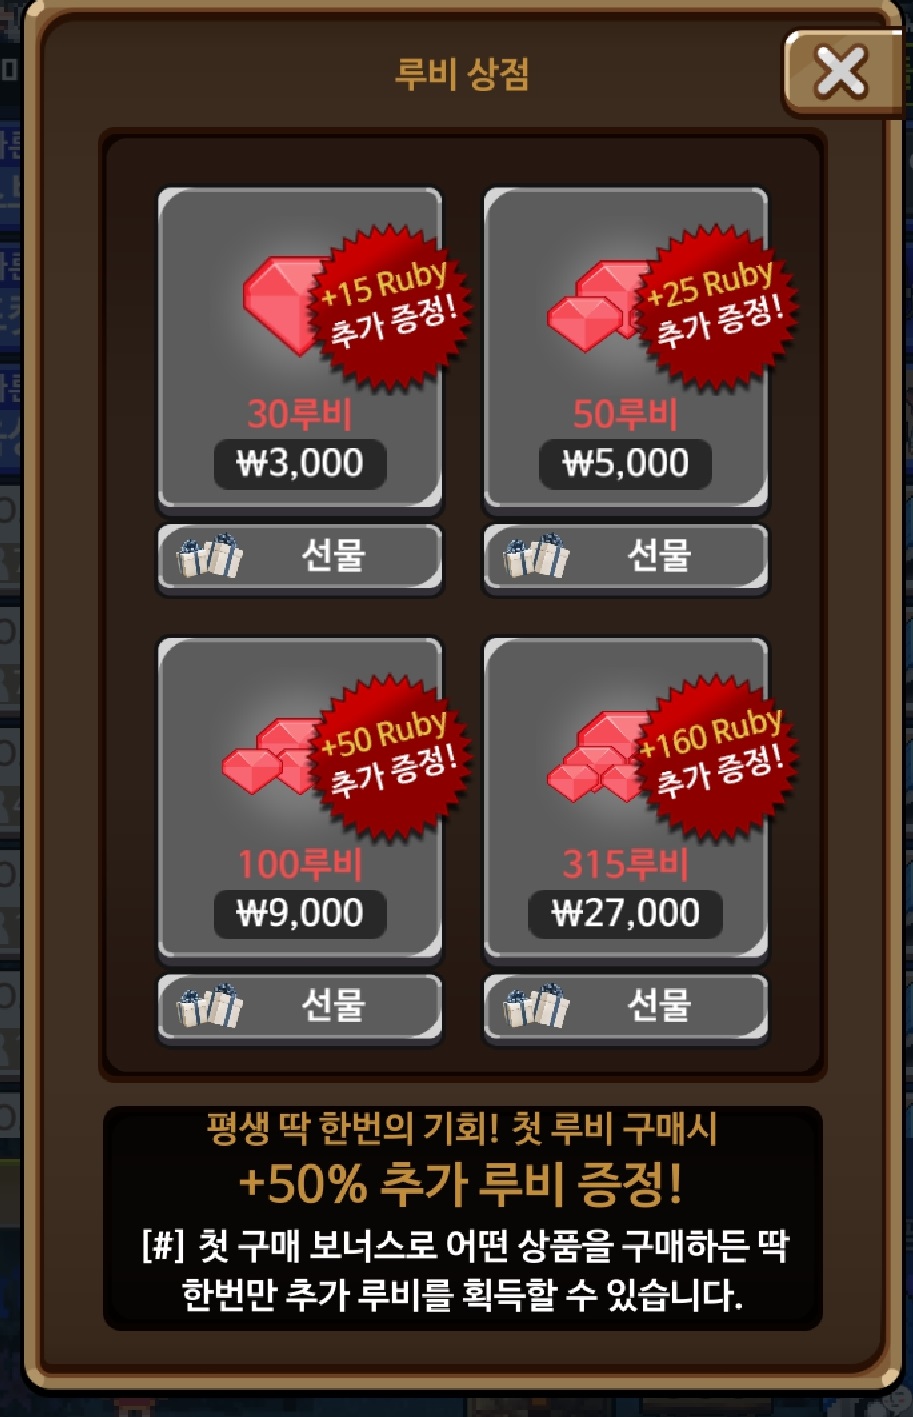 루비 상점
+15 Ruby
추가 증정!
30루비
₩3,000
선물
+25 Ruby
추가 증정!
50루비
₩5,000
선물
+50 Ruby
추가 증정!
100루비
₩9,000
선물
+160 Ruby
추가 증정!
315루비
₩27,000
선물
평생 딱 한번의 기회! 첫 루비 구매시
+50% 추가 루비 증정!
[#] 첫 구매 보너스로 어떤 상품을 구매하든 딱
한번만 추가 루비를 획득할 수 있습니다.